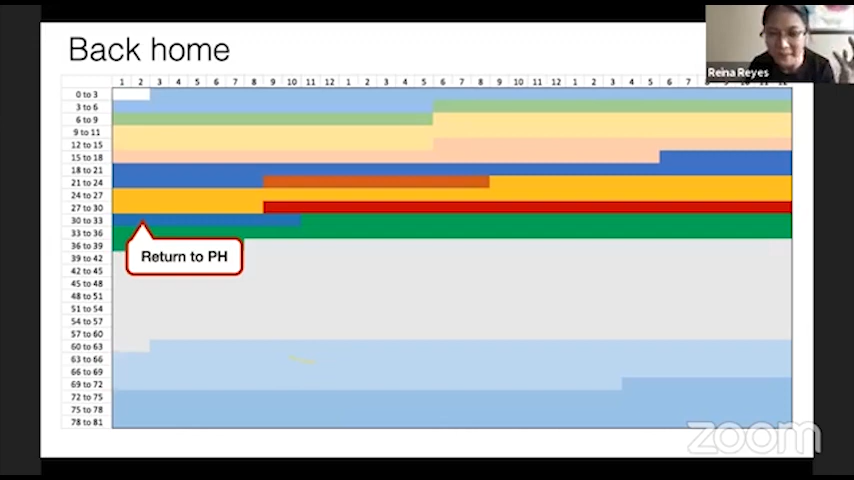 Back home
Reina Reyes
1 2 3 4 5 6 7 8 9 10 11 12 1 2 3 4 5 6 7 8 9 10 11 12 1 2 3 4 5 6 7 8
0 to 3
3 to 6
6 to 9
9 to 11
12 to 15
15 to 18
18 to 21
21 to 24
24 to 27
27 to 30
30 to 33
33 to 36
36 to 39
Return to PH
39 to 42
42 to 45
45 to 48
48 to 51
51 to 54
54 to 57
57 to 60
60 to 63
63 to 66
66 to 69
69 to 72
72 to 75
75 to 78
78 to 81
zoom